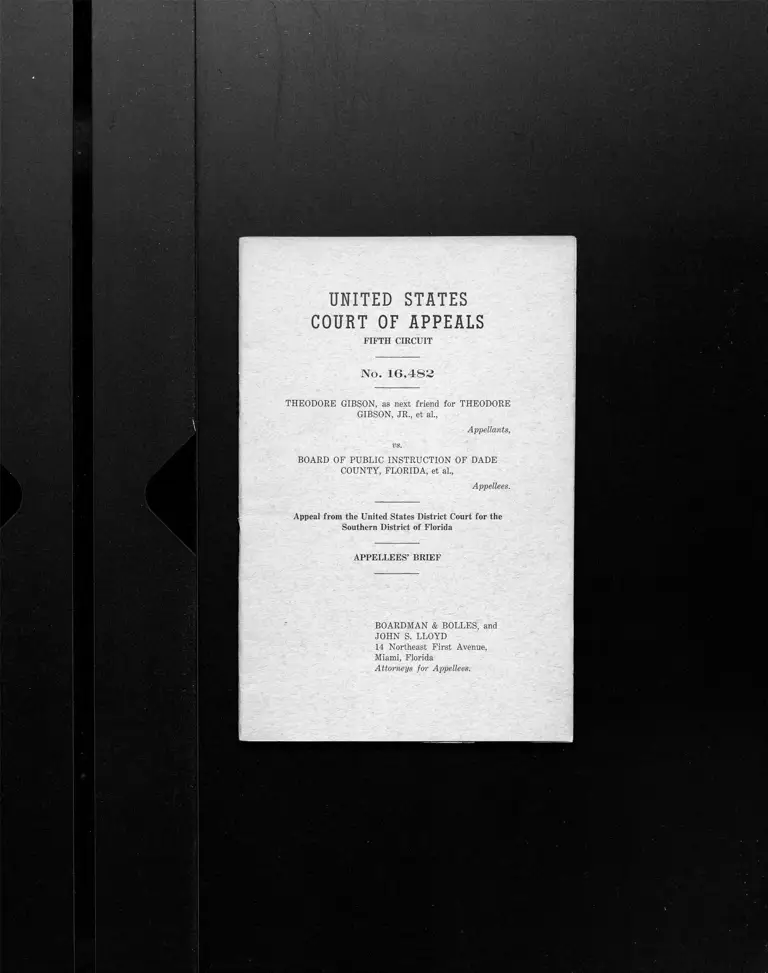 UNITED STATES
COURT OF APPEALS
FIFTH CIRCUIT
No. 16,482
THEODORE GIBSON, as next friend for THEODORE
GIBSON, JR., et al.,
Appellants,
vs.
BOARD OF PUBLIC INSTRUCTION OF DADE
COUNTY, FLORIDA, et al.,
Appellees.
Appeal from the United States District Court for the
Southern District of Florida
APPELLEES' BRIEF
BOARDMAN & BOLLES, and
JOHN S. LLOYD
14 Northeast First Avenue,
Miami, Florida
Attorneys for Appellees.